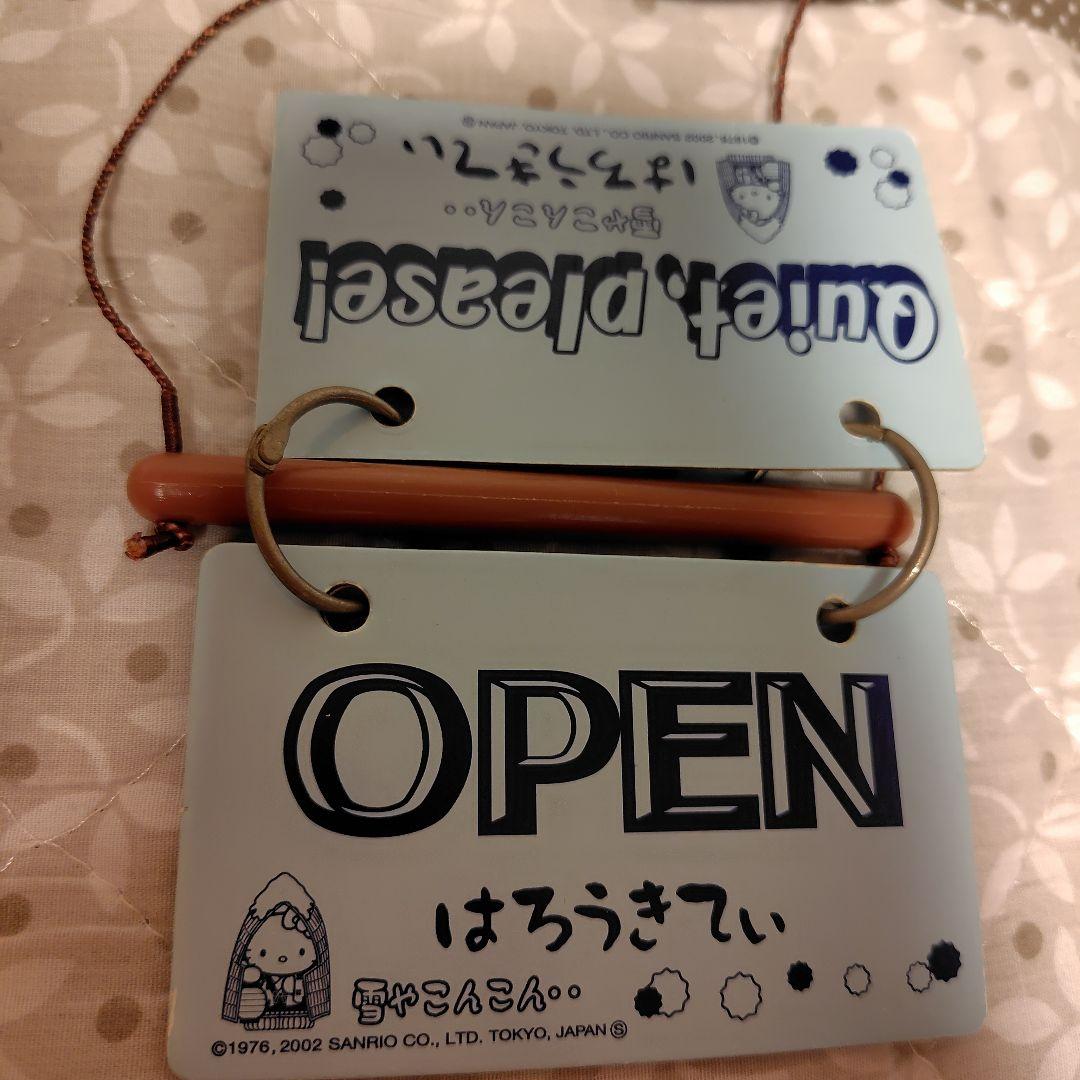 Quiet, please!
雪やこんこん‥
はろうきてぃ
©1976, 2002 SANRIO CO., LTD. TOKYO, JAPAN Ⓢ
OPEN
はろうきてぃ
雪やこんこん‥
©1976, 2002 SANRIO CO., LTD. TOKYO, JAPAN Ⓢ